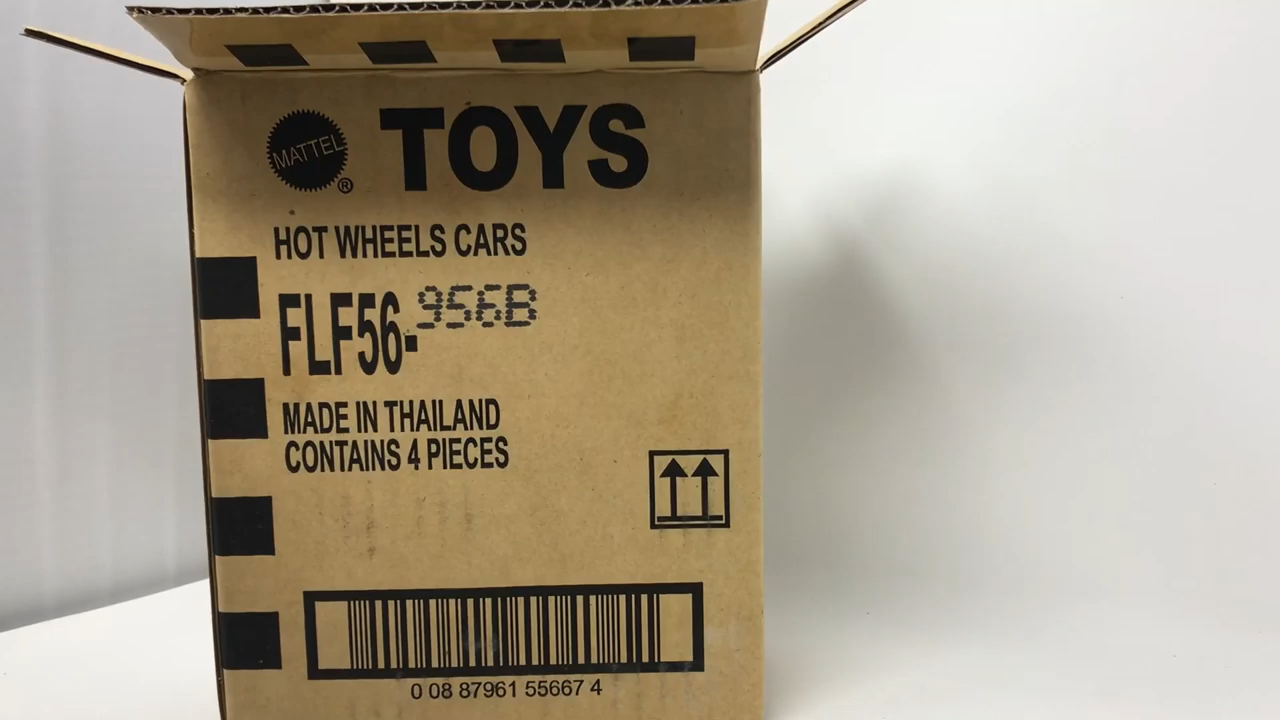 MATTEL ® TOYS
HOT WHEELS CARS
FLF56-956B
MADE IN THAILAND
CONTAINS 4 PIECES
0 08 87961 55667 4